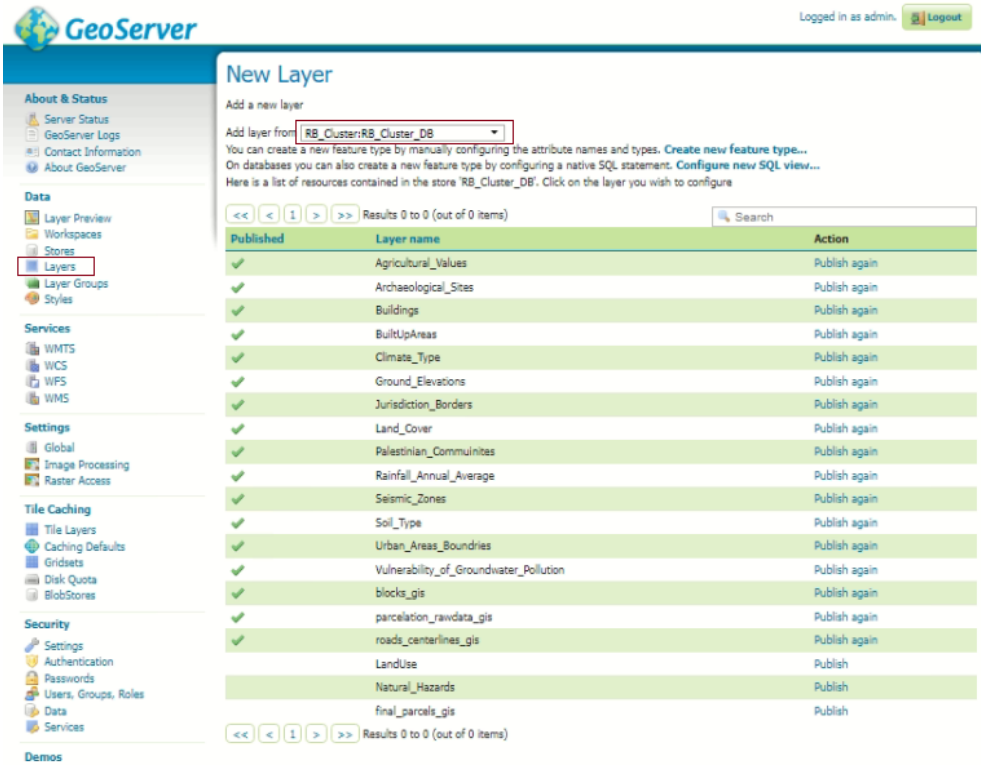 GeoServer
Logged in as admin.
Logout
About & Status
Server Status
GeoServer Logs
Contact Information
About GeoServer
Data
Layer Preview
Workspaces
Stores
Layers
Layer Groups
Styles
Services
WMTS
WCS
WFS
WMS
Settings
Global
Image Processing
Raster Access
Tile Caching
Tile Layers
Caching Defaults
Gridsets
Disk Quota
BlobStores
Security
Settings
Authentication
Passwords
Users, Groups, Roles
Data
Services
Demos
New Layer
Add a new layer
Add layer from RB_Cluster:RB_Cluster_DB
You can create a new feature type by manually configuring the attribute names and types. Create new feature type...
On databases you can also create a new feature type by configuring a native SQL statement. Configure new SQL view...
Here is a list of resources contained in the store 'RB_Cluster_DB'. Click on the layer you wish to configure
<< < 1 > >> Results 0 to 0 (out of 0 items) Search
Published Layer name Action
Agricultural_Values Publish again
Archaeological_Sites Publish again
Buildings Publish again
BuiltUpAreas Publish again
Climate_Type Publish again
Ground_Elevations Publish again
Jurisdiction_Borders Publish again
Land_Cover Publish again
Palestinian_Commuinites Publish again
Rainfall_Annual_Average Publish again
Seismic_Zones Publish again
Soil_Type Publish again
Urban_Areas_Boundries Publish again
Vulnerability_of_Groundwater_Pollution Publish again
blocks_gis Publish again
parcelation_rawdata_gis Publish again
roads_centerlines_gis Publish again
LandUse Publish
Natural_Hazards Publish
final_parcels_gis Publish
<< < 1 > >> Results 0 to 0 (out of 0 items)